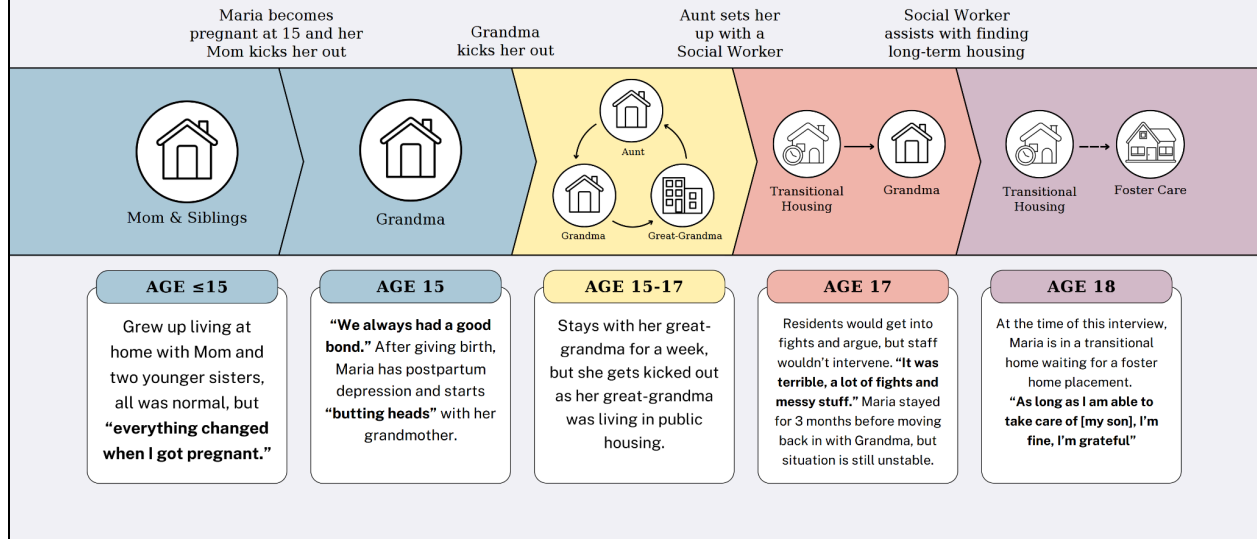 Maria becomes
pregnant at 15 and her
Mom kicks her out
Grandma
kicks her out
Aunt sets her
up with a
Social Worker
Social Worker
assists with finding
long-term housing
Mom & Siblings
Grandma
Aunt
Grandma
Great-Grandma
Transitional
Housing
Grandma
Transitional
Housing
Foster Care
AGE ≤15
Grew up living at
home with Mom and
two younger sisters,
all was normal, but
“everything changed
when I got pregnant.”
AGE 15
“We always had a good
bond.” After giving birth,
Maria has postpartum
depression and starts
“butting heads” with her
grandmother.
AGE 15-17
Stays with her great-
grandma for a week,
but she gets kicked out
as her great-grandma
was living in public
housing.
AGE 17
Residents would get into
fights and argue, but staff
wouldn’t intervene. “It was
terrible, a lot of fights and
messy stuff.” Maria stayed
for 3 months before moving
back in with Grandma, but
situation is still unstable.
AGE 18
At the time of this interview,
Maria is in a transitional
home waiting for a foster
home placement.
“As long as I am able to
take care of [my son], I’m
fine, I’m grateful”